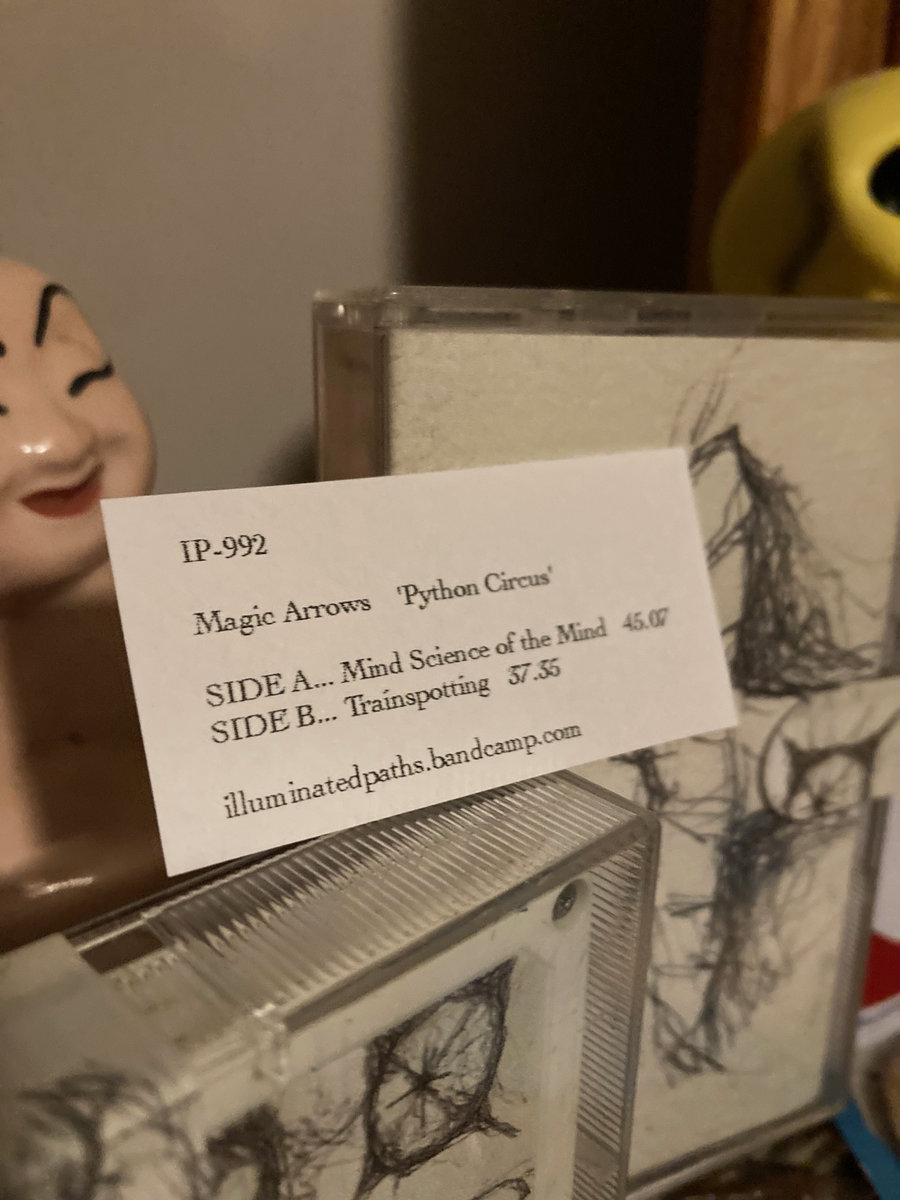 IP-992
Magic Arrows 'Python Circus'
SIDE A... Mind Science of the Mind 45.07
SIDE B... Trainspotting 37.35
illuminatedpaths.bandcamp.com